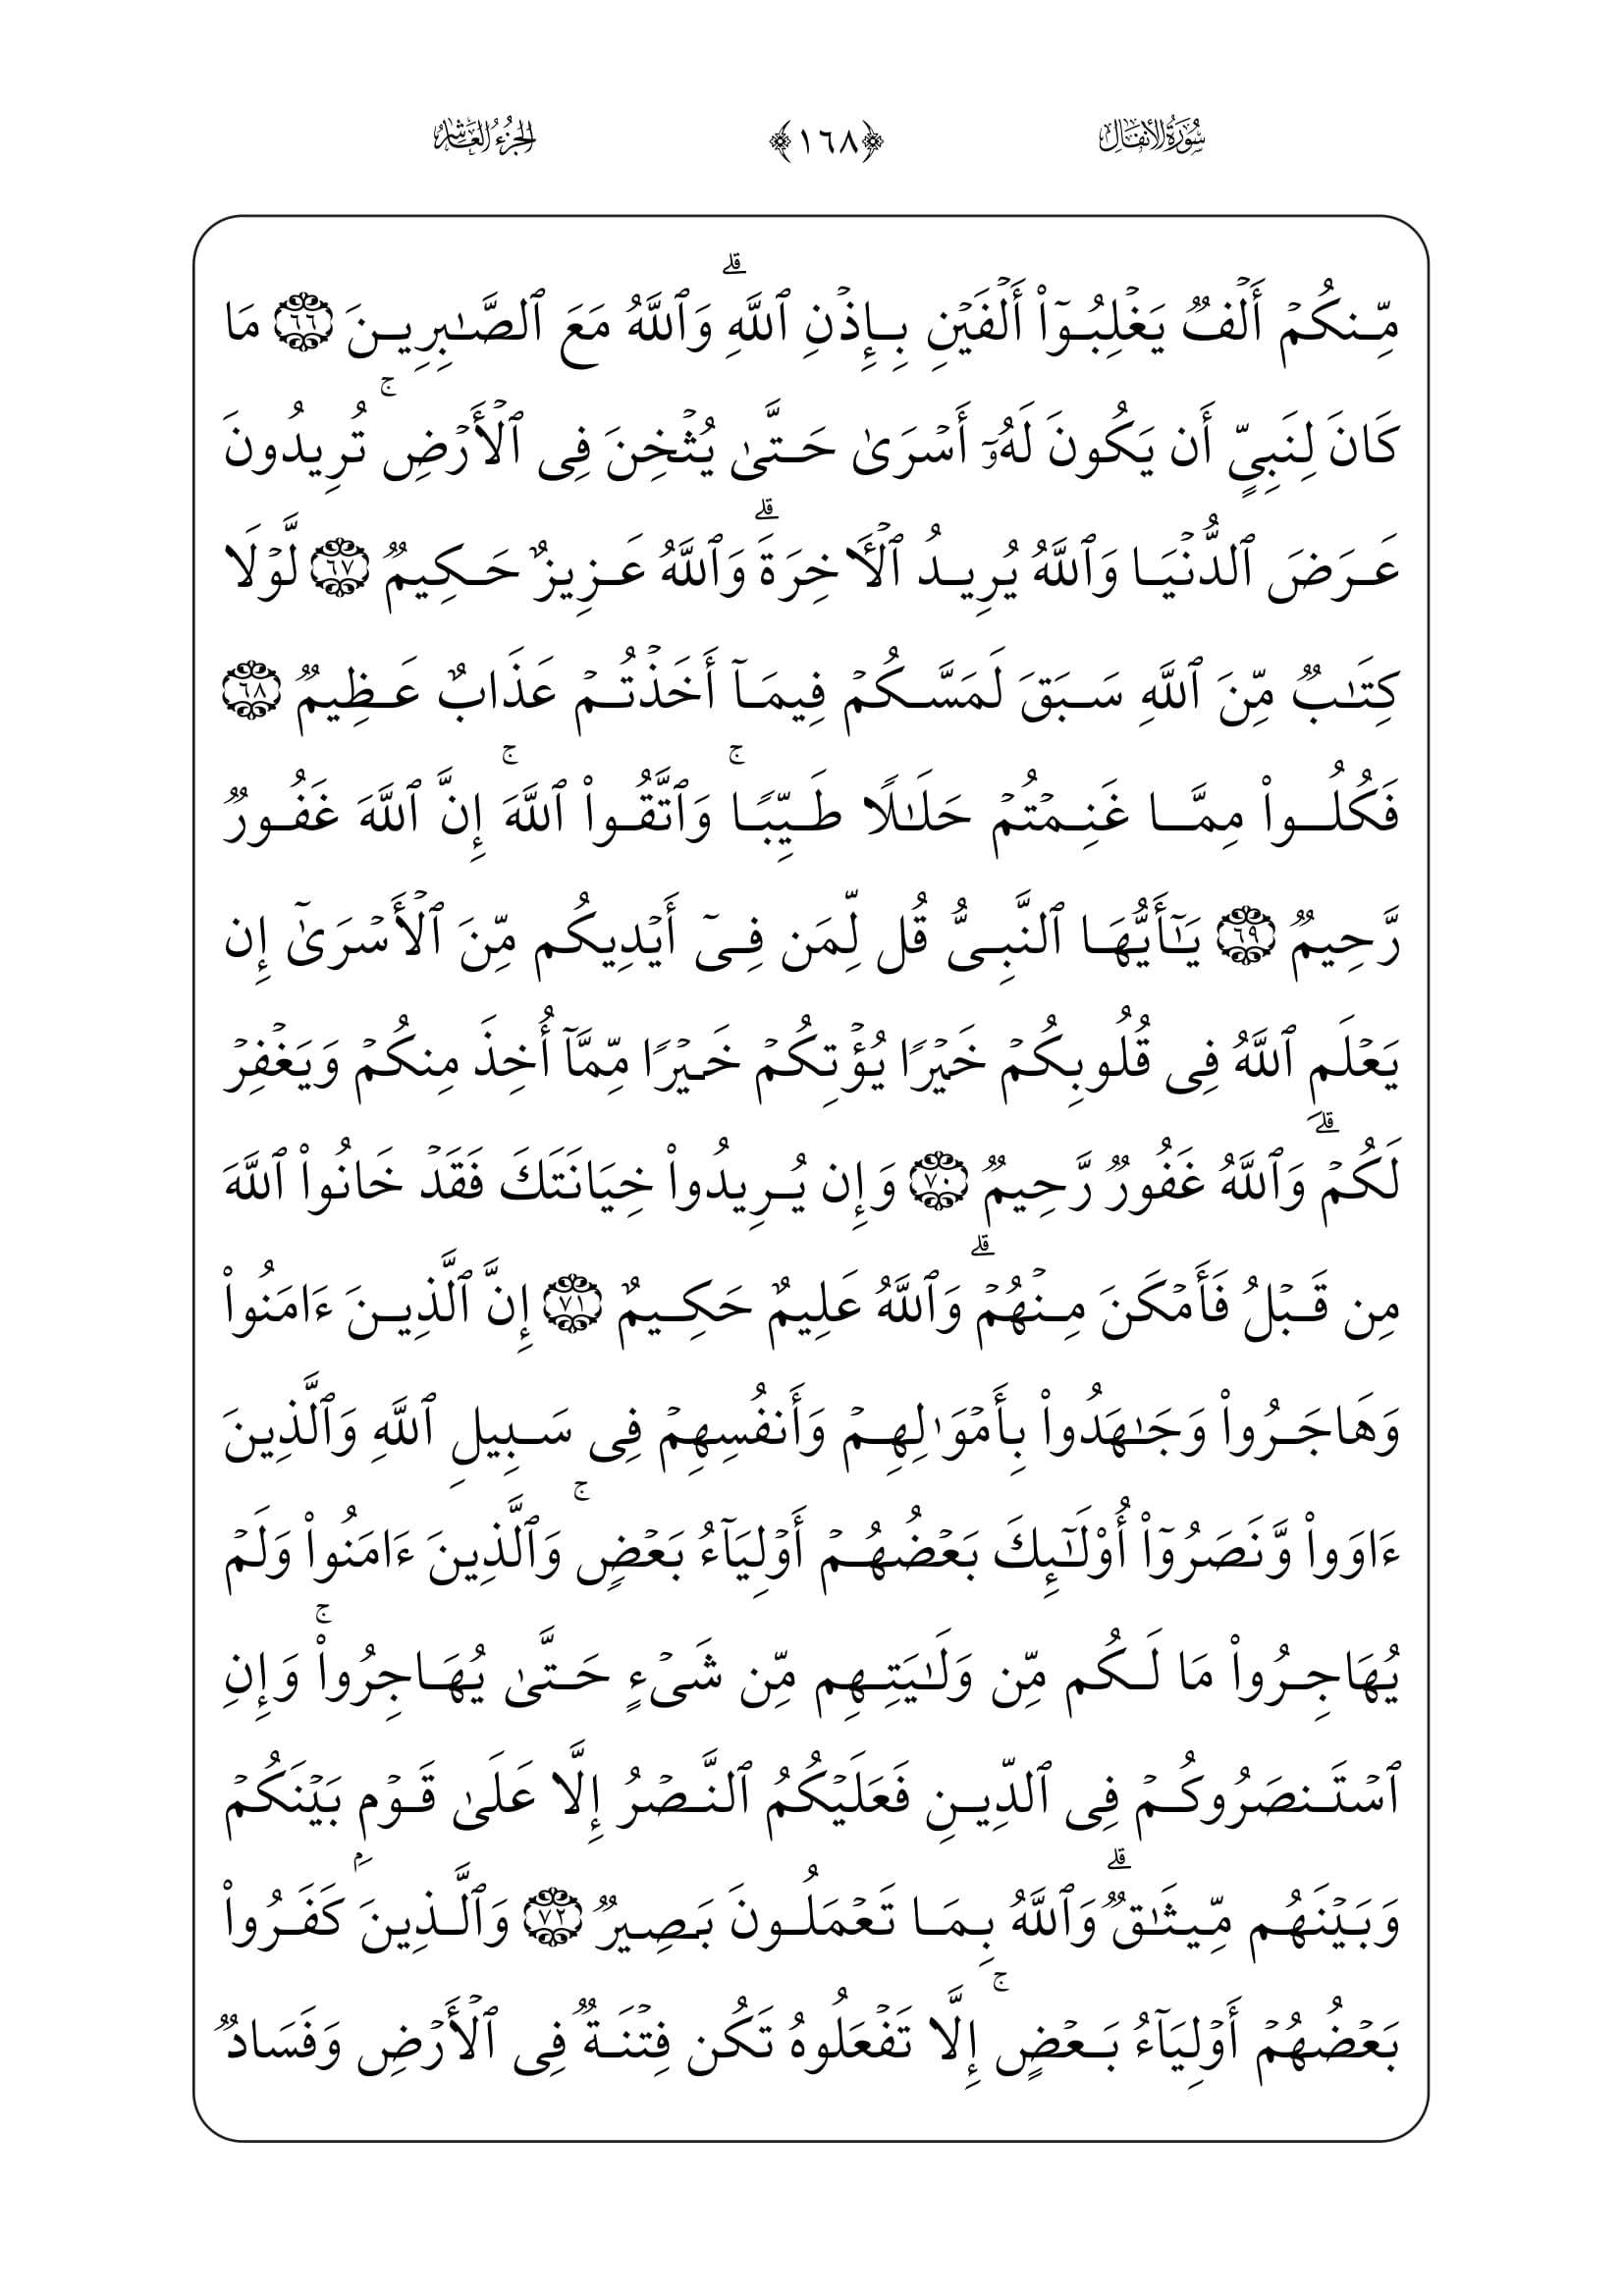 سُورَةُ الأَنفَال ﴿١٦٨﴾ الجُزْءُ العَاشِرُ
مِّنكُمۡ أَلۡفٞ يَغۡلِبُوٓاْ أَلۡفَيۡنِ بِإِذۡنِ ٱللَّهِۗ وَٱللَّهُ مَعَ ٱلصَّٰبِرِينَ ٦٦ مَا
كَانَ لِنَبِيٍّ أَن يَكُونَ لَهُۥٓ أَسۡرَىٰ حَتَّىٰ يُثۡخِنَ فِى ٱلۡأَرۡضِۚ تُرِيدُونَ
عَرَضَ ٱلدُّنۡيَا وَٱللَّهُ يُرِيدُ ٱلۡأٓخِرَةَۗ وَٱللَّهُ عَزِيزٌ حَكِيمٞ ٦٧ لَّوۡلَا
كِتَٰبٞ مِّنَ ٱللَّهِ سَبَقَ لَمَسَّكُمۡ فِيمَآ أَخَذۡتُمۡ عَذَابٌ عَظِيمٞ ٦٨
فَكُلُواْ مِمَّا غَنِمۡتُمۡ حَلَٰلٗا طَيِّبٗاۚ وَٱتَّقُواْ ٱللَّهَۚ إِنَّ ٱللَّهَ غَفُورٞ
رَّحِيمٞ ٦٩ يَٰٓأَيُّهَا ٱلنَّبِىُّ قُل لِّمَن فِىٓ أَيۡدِيكُم مِّنَ ٱلۡأَسۡرَىٰٓ إِن
يَعۡلَمِ ٱللَّهُ فِى قُلُوبِكُمۡ خَيۡرٗا يُؤۡتِكُمۡ خَيۡرٗا مِّمَّآ أُخِذَ مِنكُمۡ وَيَغۡفِرۡ
لَكُمۡۗ وَٱللَّهُ غَفُورٞ رَّحِيمٞ ٧٠ وَإِن يُرِيدُواْ خِيَانَتَكَ فَقَدۡ خَانُواْ ٱللَّهَ
مِن قَبۡلُ فَأَمۡكَنَ مِنۡهُمۡۗ وَٱللَّهُ عَلِيمٌ حَكِيمٌ ٧١ إِنَّ ٱلَّذِينَ ءَامَنُواْ
وَهَاجَرُواْ وَجَٰهَدُواْ بِأَمۡوَٰلِهِمۡ وَأَنفُسِهِمۡ فِى سَبِيلِ ٱللَّهِ وَٱلَّذِينَ
ءَاوَواْ وَّنَصَرُوٓاْ أُوْلَٰٓئِكَ بَعۡضُهُمۡ أَوۡلِيَآءُ بَعۡضٖۚ وَٱلَّذِينَ ءَامَنُواْ وَلَمۡ
يُهَاجِرُواْ مَا لَكُم مِّن وَلَٰيَتِهِم مِّن شَىۡءٍ حَتَّىٰ يُهَاجِرُواْۚ وَإِنِ
ٱسۡتَنصَرُوكُمۡ فِى ٱلدِّينِ فَعَلَيۡكُمُ ٱلنَّصۡرُ إِلَّا عَلَىٰ قَوۡمِۭ بَيۡنَكُمۡ
وَبَيۡنَهُم مِّيثَٰقٞۗ وَٱللَّهُ بِمَا تَعۡمَلُونَ بَصِيرٞ ٧٢ وَٱلَّذِينَ كَفَرُواْ
بَعۡضُهُمۡ أَوۡلِيَآءُ بَعۡضٍۚ إِلَّا تَفۡعَلُوهُ تَكُن فِتۡنَةٞ فِى ٱلۡأَرۡضِ وَفَسَادٞ